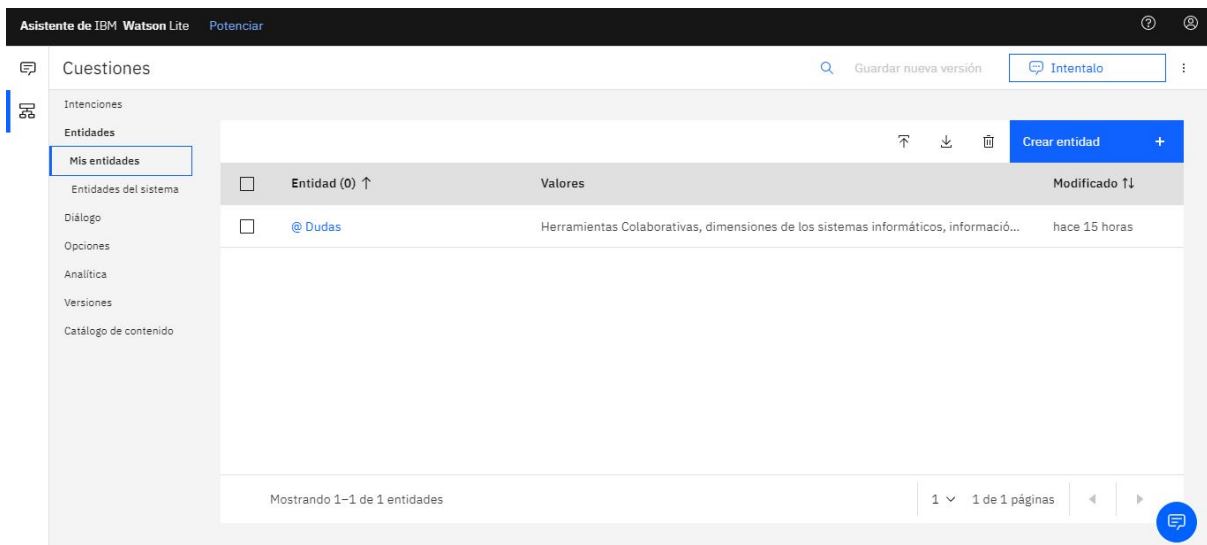 Asistente de IBM Watson Lite Potenciar
Cuestiones
Guardar nueva versión
Intentalo
Intenciones
Entidades
Mis entidades
Entidades del sistema
Diálogo
Opciones
Analítica
Versiones
Catálogo de contenido
Crear entidad +
Entidad (0) ↑ Valores Modificado ↑↓
@ Dudas Herramientas Colaborativas, dimensiones de los sistemas informáticos, informació... hace 15 horas
Mostrando 1–1 de 1 entidades
1 1 de 1 páginas